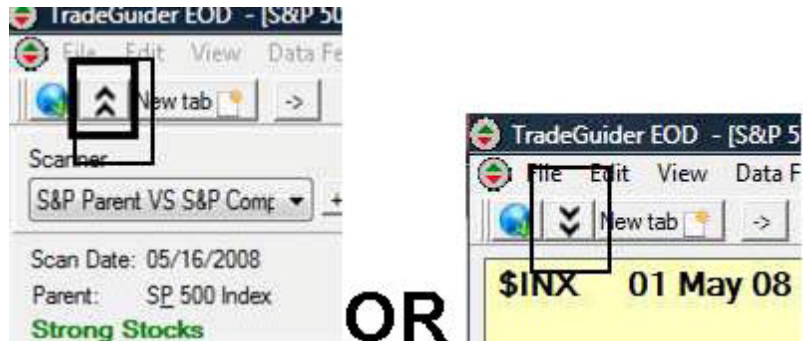 TradeGuider EOD - [S&P 50
File Edit View Data Fe
New tab ->
Scanner
S&P Parent VS S&P Comp
Scan Date: 05/16/2008
Parent: SP 500 Index
Strong Stocks
OR
TradeGuider EOD - [S&P 5
File Edit View Data F
New tab ->
$INX 01 May 08